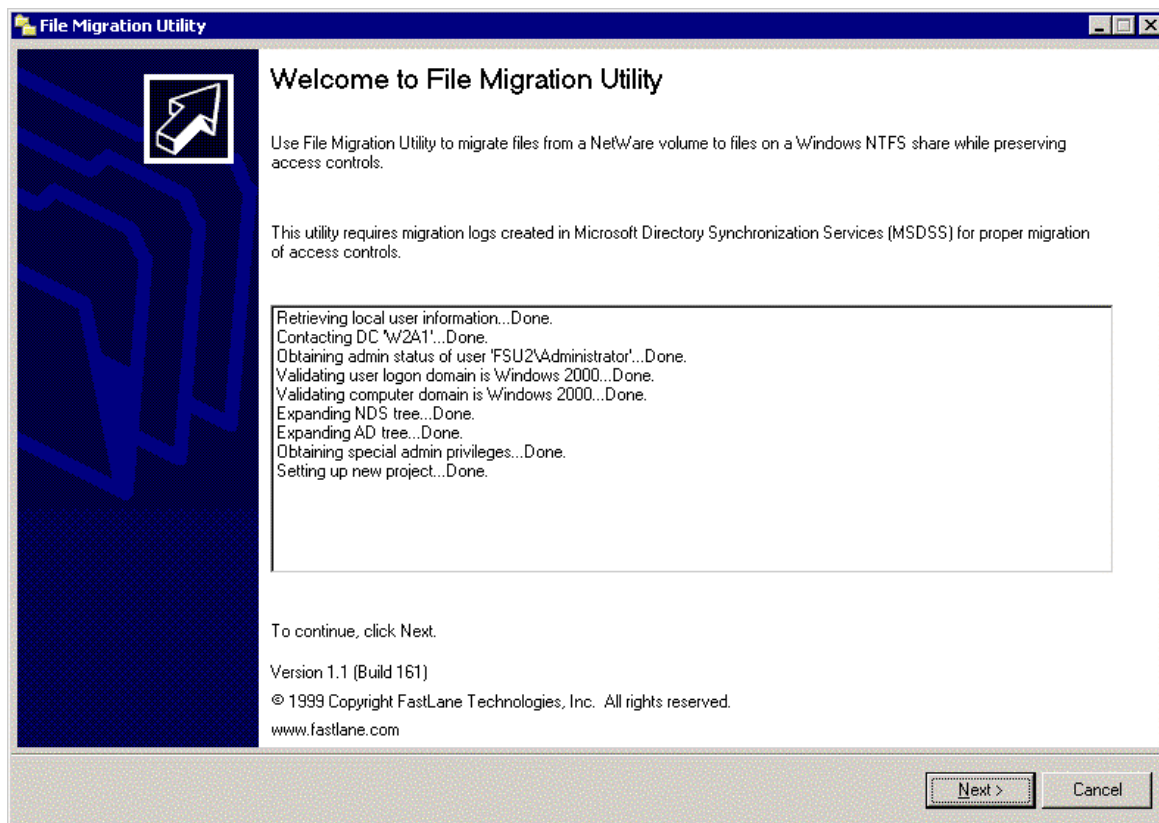 File Migration Utility
Welcome to File Migration Utility
Use File Migration Utility to migrate files from a NetWare volume to files on a Windows NTFS share while preserving
access controls.
This utility requires migration logs created in Microsoft Directory Synchronization Services (MSDSS) for proper migration
of access controls.
Retrieving local user information...Done.
Contacting DC 'W2A1'...Done.
Obtaining admin status of user 'FSU2\Administrator'...Done.
Validating user logon domain is Windows 2000...Done.
Validating computer domain is Windows 2000...Done.
Expanding NDS tree...Done.
Expanding AD tree...Done.
Obtaining special admin privileges...Done.
Setting up new project...Done.
To continue, click Next.
Version 1.1 (Build 161)
© 1999 Copyright FastLane Technologies, Inc.  All rights reserved.
www.fastlane.com
Next >
Cancel